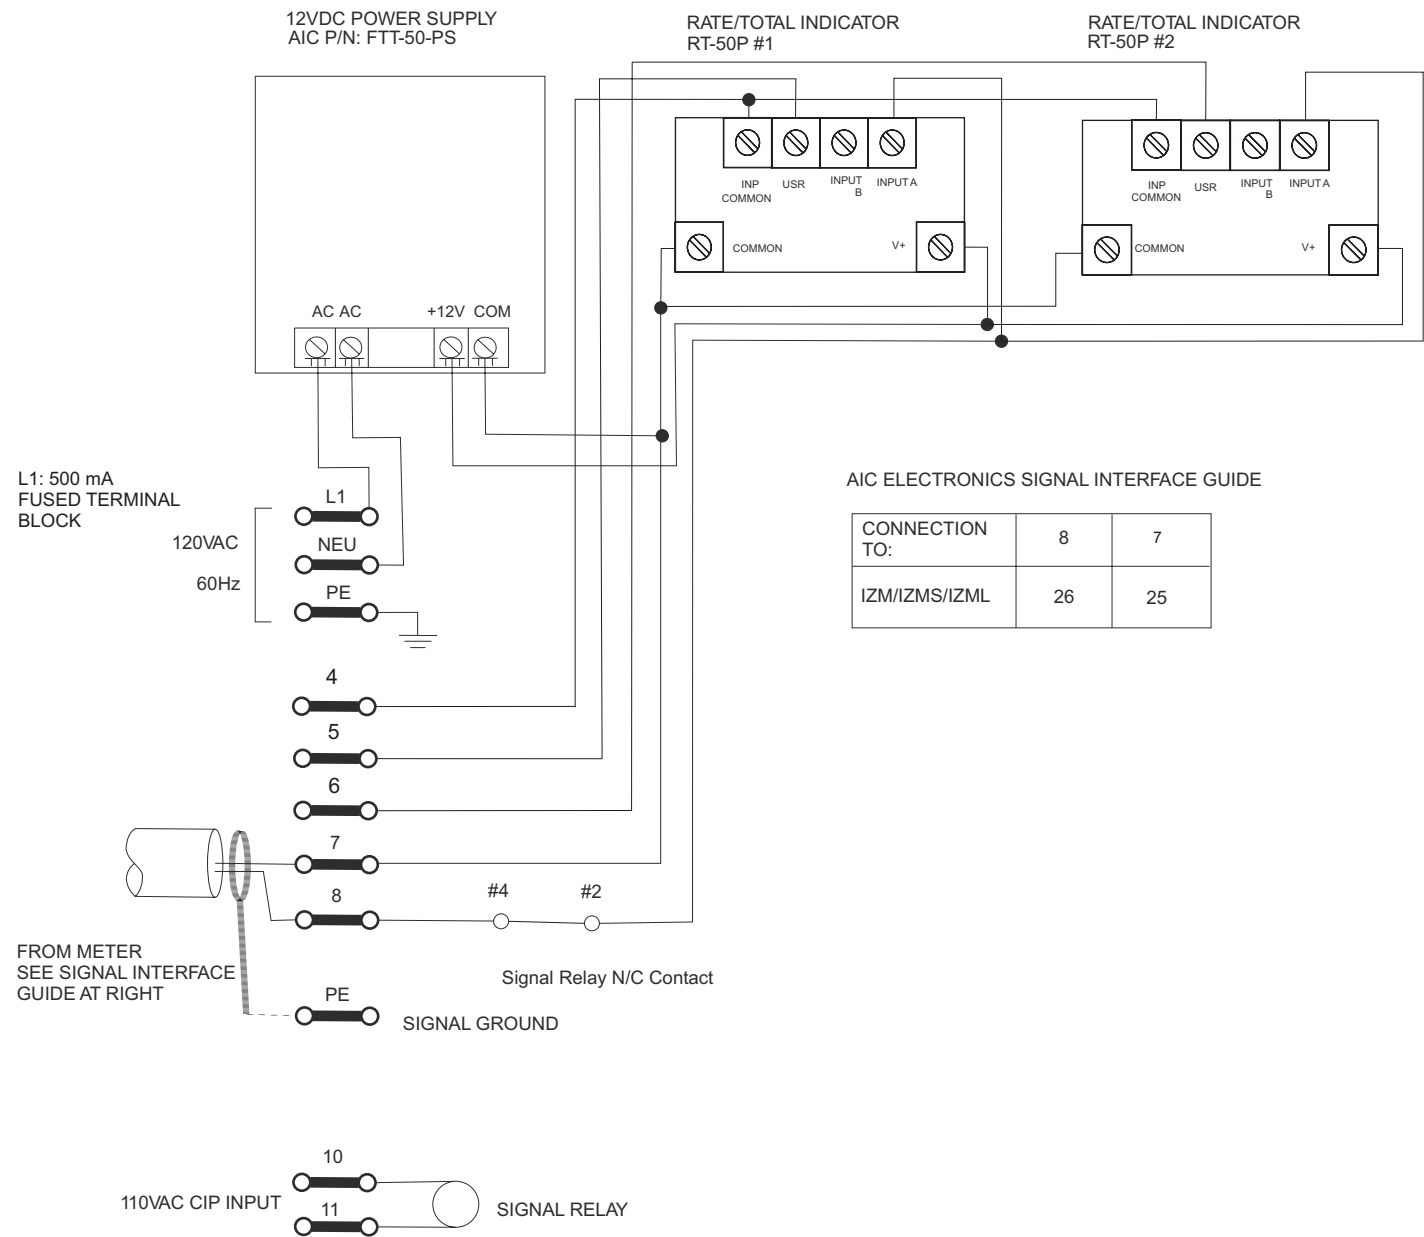 12VDC POWER SUPPLY
AIC P/N: FTT-50-PS
RATE/TOTAL INDICATOR
RT-50P #1
RATE/TOTAL INDICATOR
RT-50P #2
INP
COMMON
USR
INPUT
B
INPUT A
COMMON
V+
INP
COMMON
USR
INPUT
B
INPUT A
COMMON
V+
AC AC
+12V COM
L1: 500 mA
FUSED TERMINAL
BLOCK
120VAC
60Hz
L1
NEU
PE
AIC ELECTRONICS SIGNAL INTERFACE GUIDE
CONNECTION
TO:
8
7
IZM/IZMS/IZML
26
25
4
5
6
7
8
#4
#2
FROM METER
SEE SIGNAL INTERFACE
GUIDE AT RIGHT
Signal Relay N/C Contact
PE
SIGNAL GROUND
10
110VAC CIP INPUT
11
SIGNAL RELAY